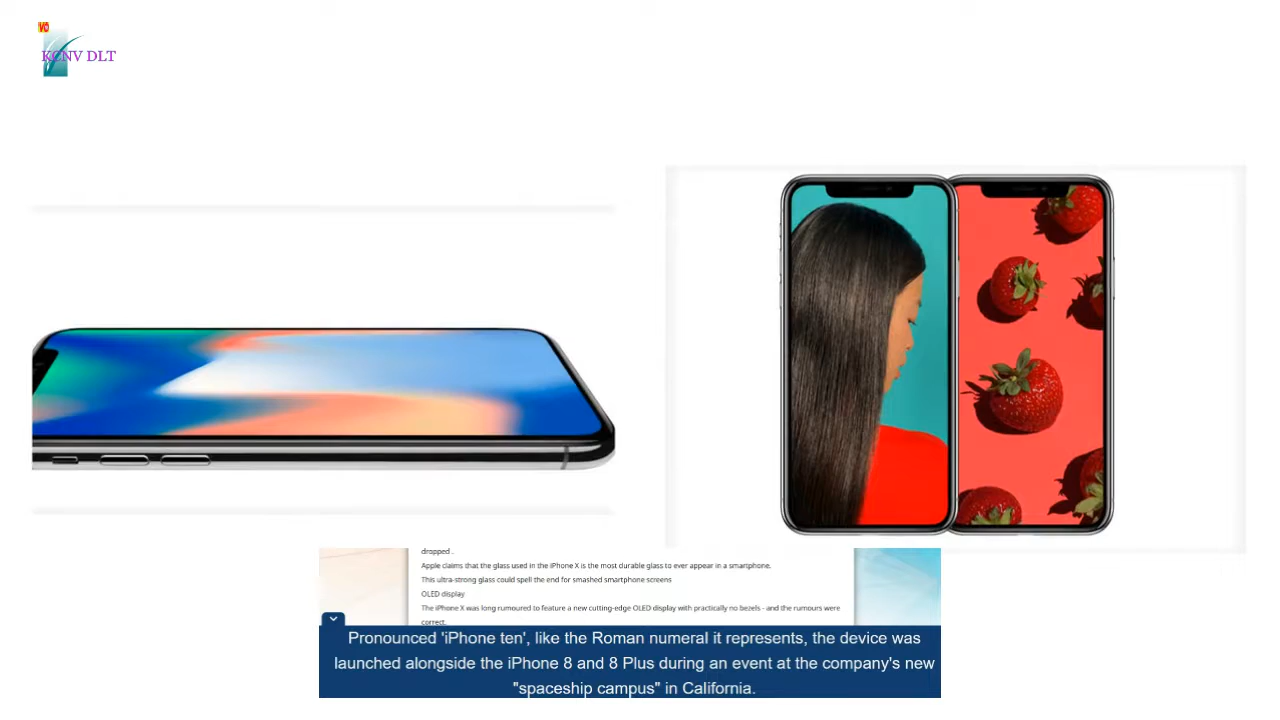 VO
KCNV DLT
dropped .
Apple claims that the glass used in the iPhone X is the most durable glass to ever appear in a smartphone.
This ultra-strong glass could spell the end for smashed smartphone screens
OLED display
The iPhone X was long rumoured to feature a new cutting-edge OLED display with practically no bezels - and the rumours were
correct.
Pronounced 'iPhone ten', like the Roman numeral it represents, the device was
launched alongside the iPhone 8 and 8 Plus during an event at the company's new
"spaceship campus" in California.